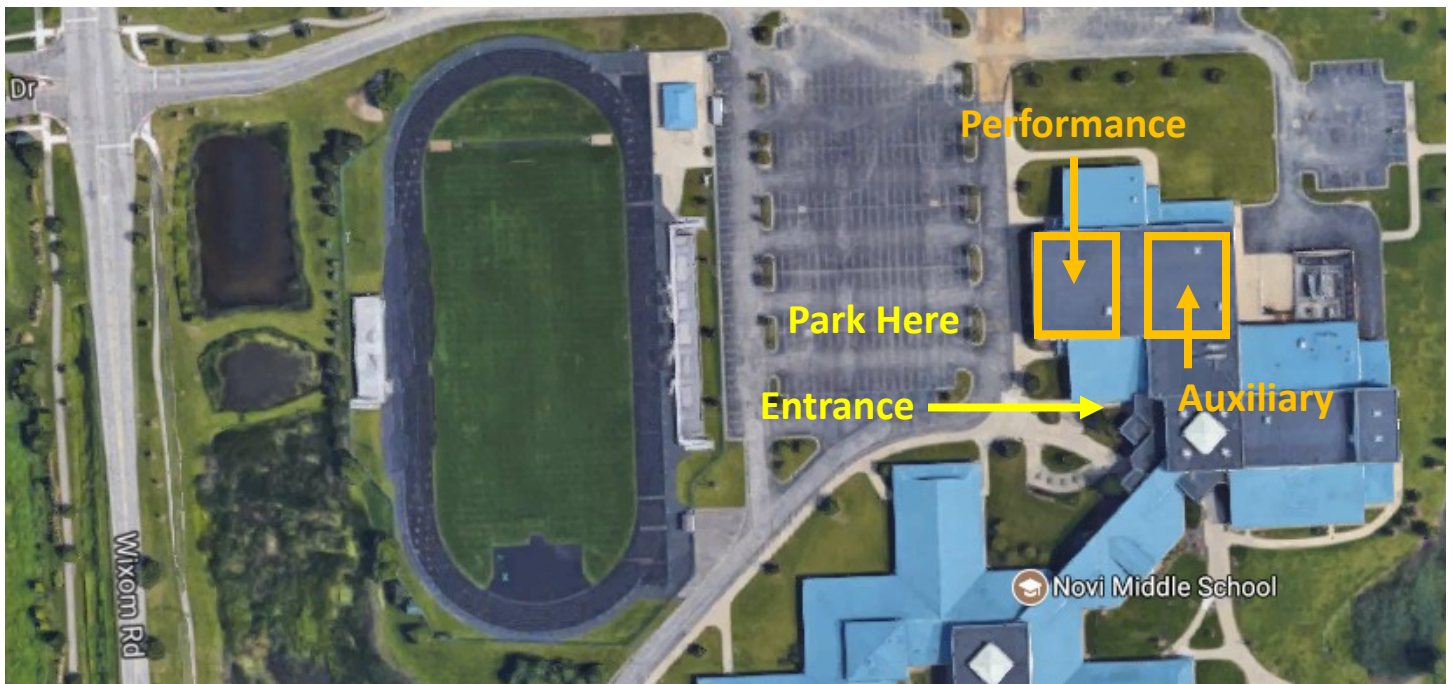 Dr
Performance
Park Here
Entrance
Auxiliary
Novi Middle School
Wixom Rd